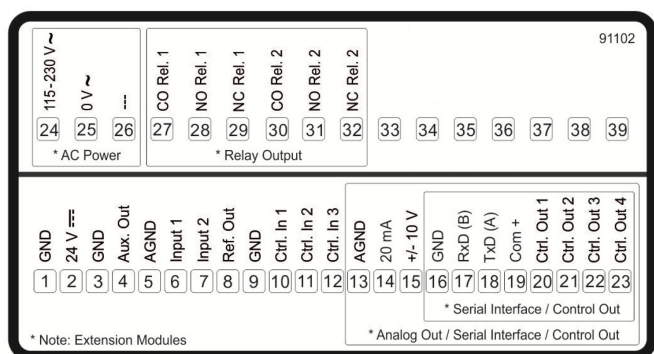 91102
115-230 V ~
0 V ~
---
CO Rel. 1
NO Rel. 1
NC Rel. 1
CO Rel. 2
NO Rel. 2
NC Rel. 2
24 25 26 27 28 29 30 31 32 33 34 35 36 37 38 39
* AC Power * Relay Output
GND
24 V ⎓
GND
Aux. Out
AGND
Input 1
Input 2
Ref. Out
GND
Ctrl. In 1
Ctrl. In 2
Ctrl. In 3
AGND
20 mA
+/- 10 V
GND
RxD (B)
TxD (A)
Com +
Ctrl. Out 1
Ctrl. Out 2
Ctrl. Out 3
Ctrl. Out 4
1 2 3 4 5 6 7 8 9 10 11 12 13 14 15 16 17 18 19 20 21 22 23
* Serial Interface / Control Out
* Note: Extension Modules
* Analog Out / Serial Interface / Control Out